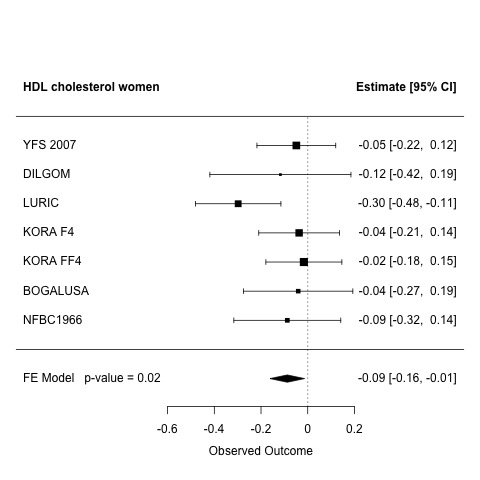 HDL cholesterol women Estimate [95% CI]
YFS 2007 -0.05 [-0.22, 0.12]
DILGOM -0.12 [-0.42, 0.19]
LURIC -0.30 [-0.48, -0.11]
KORA F4 -0.04 [-0.21, 0.14]
KORA FF4 -0.02 [-0.18, 0.15]
BOGALUSA -0.04 [-0.27, 0.19]
NFBC1966 -0.09 [-0.32, 0.14]
FE Model p-value = 0.02 -0.09 [-0.16, -0.01]
-0.6 -0.4 -0.2 0 0.2
Observed Outcome